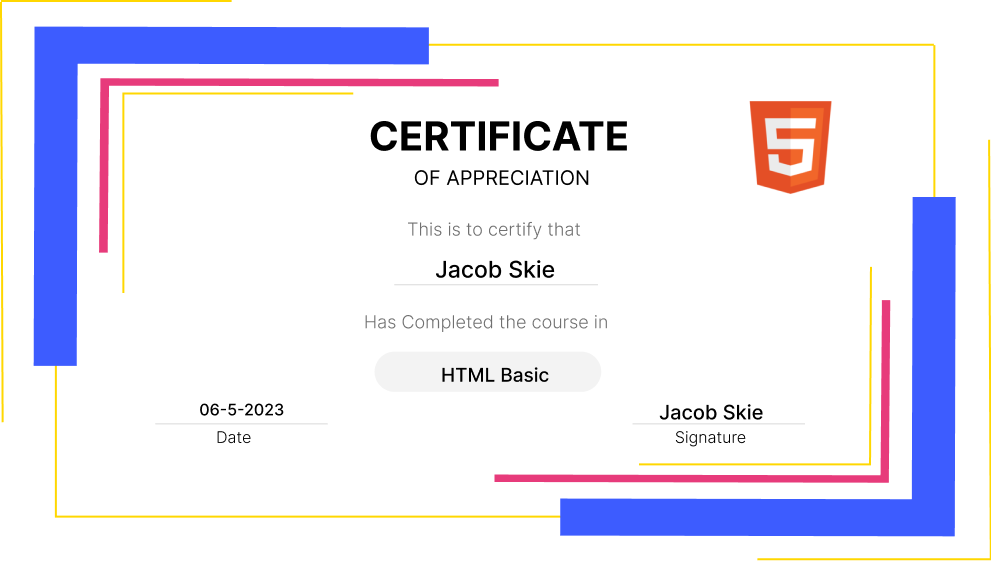 CERTIFICATE
OF APPRECIATION
This is to certify that
Jacob Skie
Has Completed the course in
HTML Basic
06-5-2023
Date
Jacob Skie
Signature